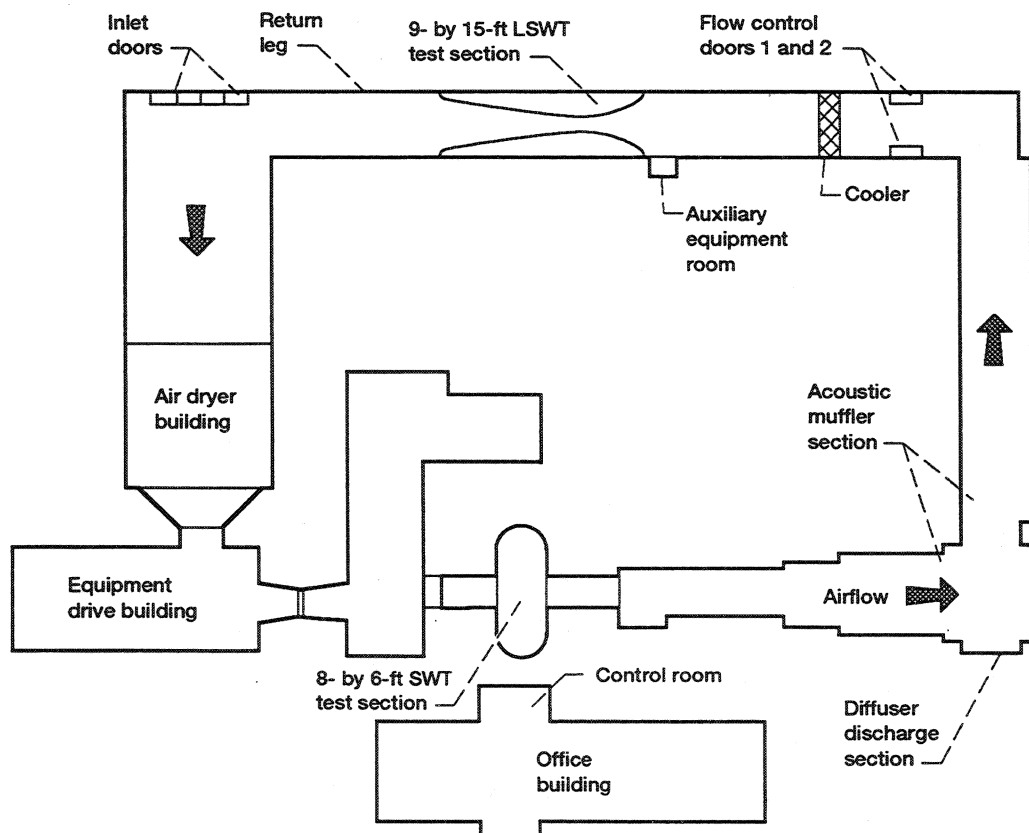 Inlet
doors
Return
leg
9- by 15-ft LSWT
test section
Flow control
doors 1 and 2
Auxiliary
equipment
room
Cooler
Air dryer
building
Acoustic
muffler
section
Equipment
drive building
Airflow
8- by 6-ft SWT
test section
Control room
Diffuser
discharge
section
Office
building